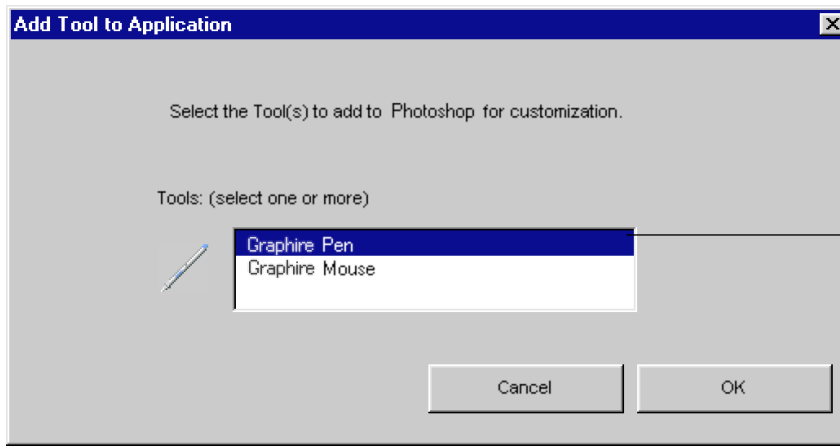 Add Tool to Application
Select the Tool(s) to add to Photoshop for customization.
Tools: (select one or more)
Graphire Pen
Graphire Mouse
Cancel
OK